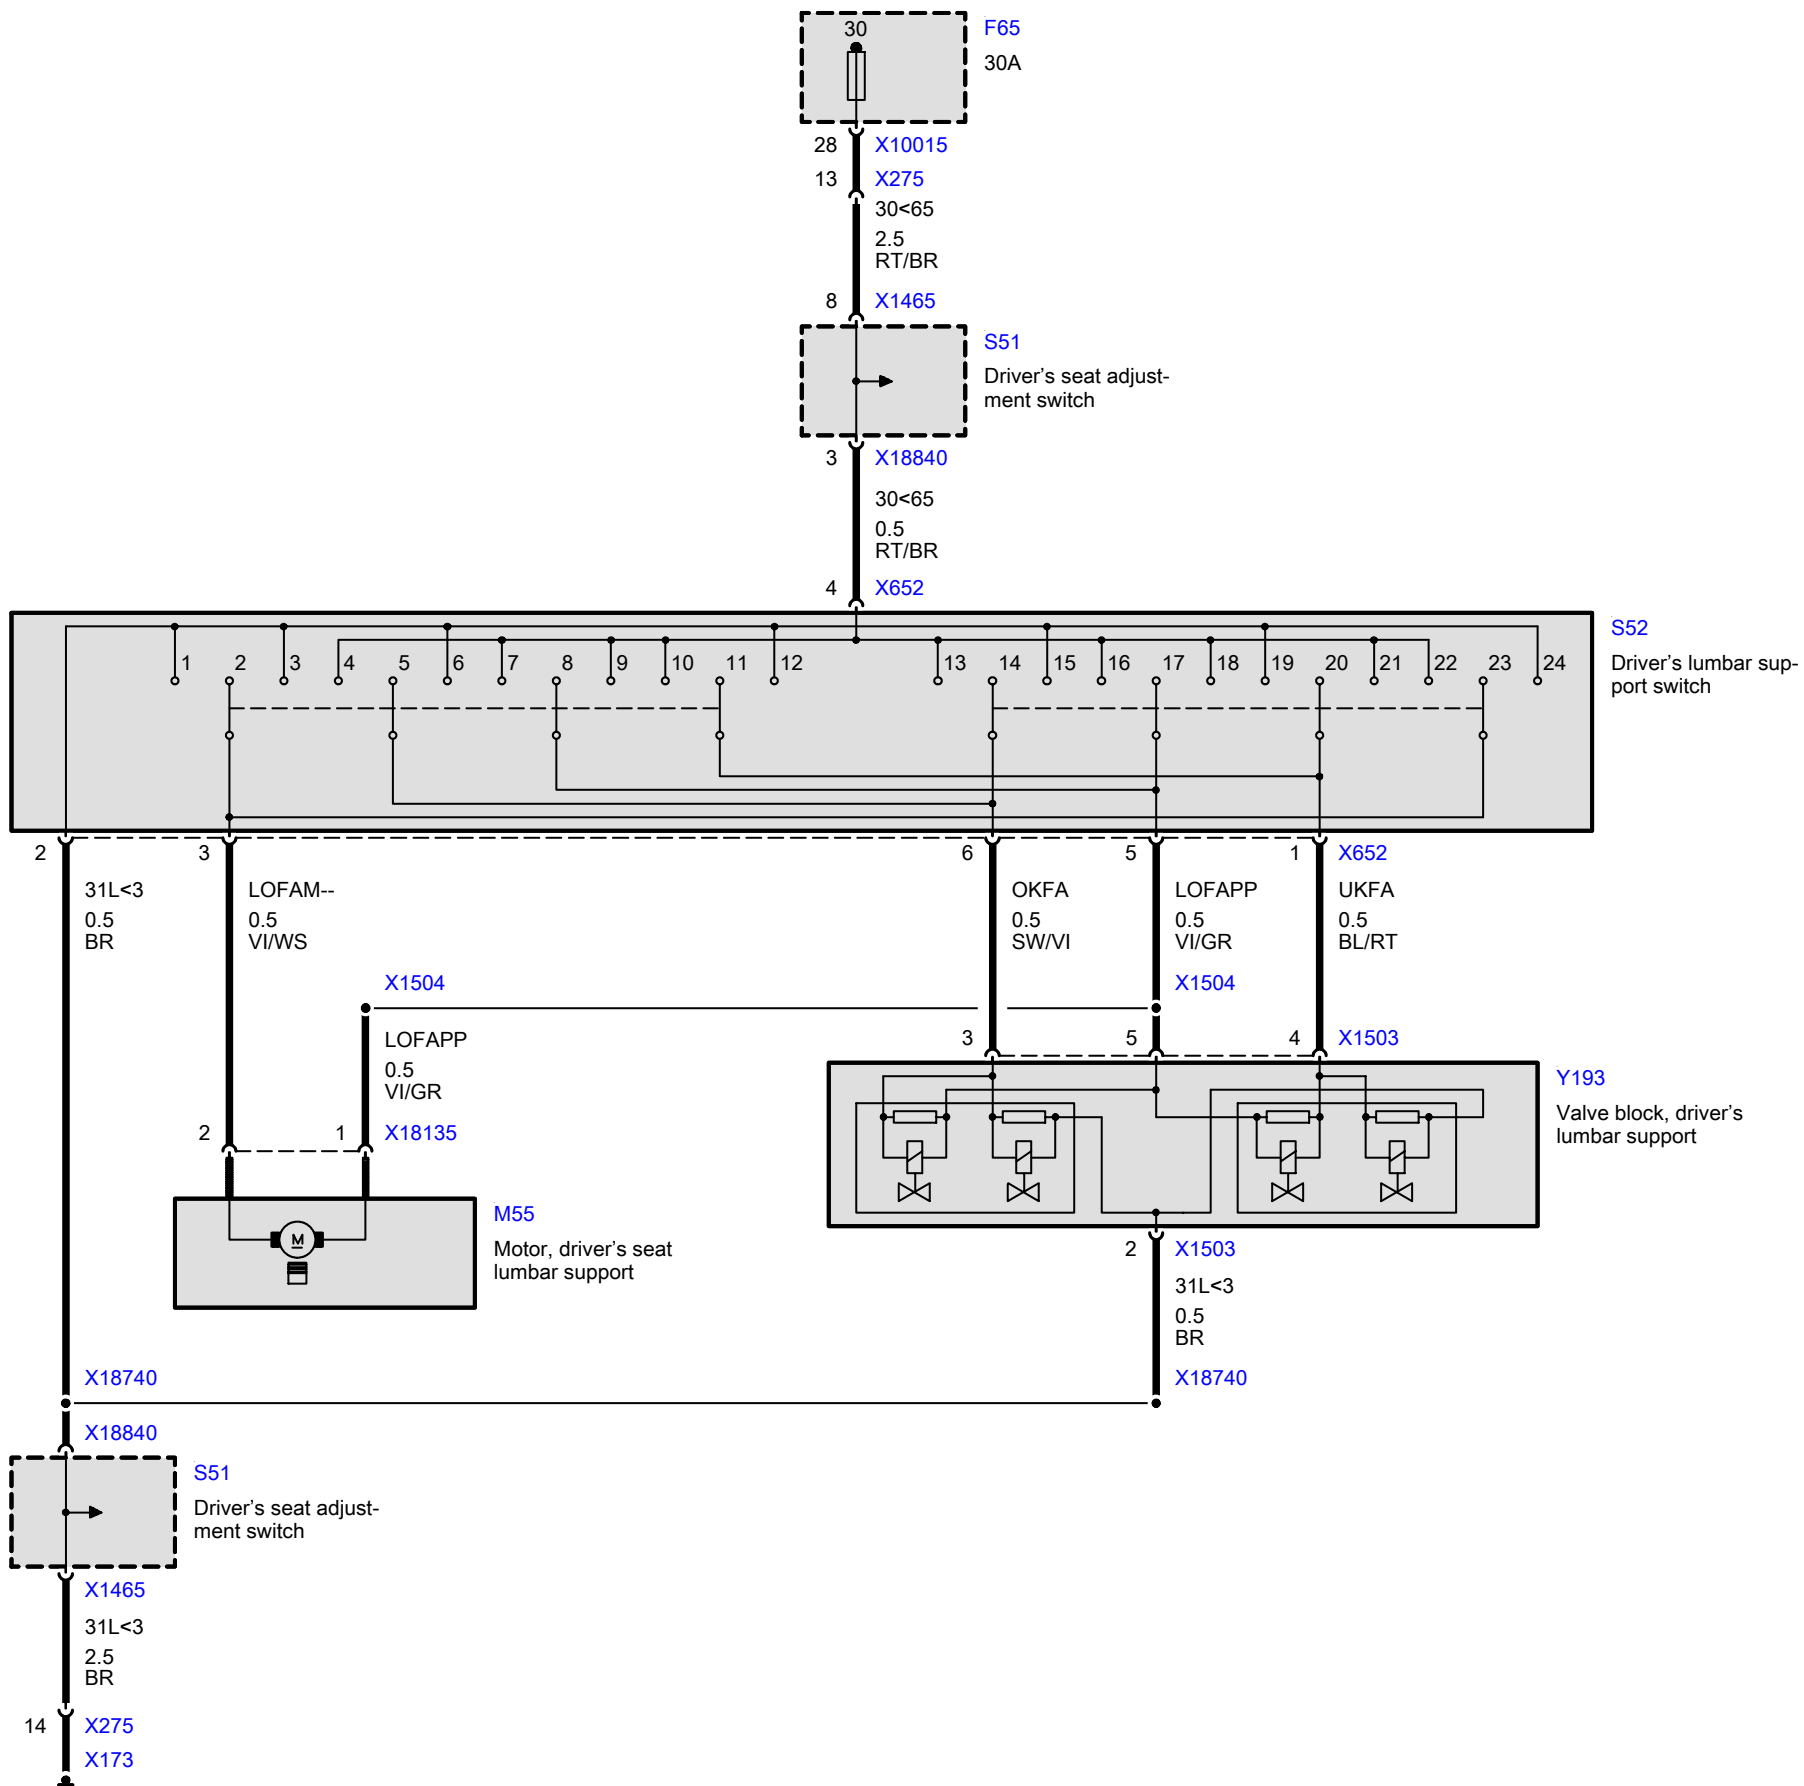 30
F65
30A
28 X10015
13 X275
30<65
2.5
RT/BR
8 X1465
S51
Driver's seat adjust-
ment switch
3 X18840
30<65
0.5
RT/BR
4 X652
S52
Driver's lumbar sup-
port switch
1 2 3 4 5 6 7 8 9 10 11 12 13 14 15 16 17 18 19 20 21 22 23 24
2 3 6 5 1 X652
31L<3 LOFAM-- OKFA LOFAPP UKFA
0.5 0.5 0.5 0.5 0.5
BR VI/WS SW/VI VI/GR BL/RT
X1504 X1504
LOFAPP
0.5
VI/GR
3 5 4 X1503
Y193
Valve block, driver's
lumbar support
2 1 X18135
M
M55
Motor, driver's seat
lumbar support
2 X1503
31L<3
0.5
BR
X18740 X18740
X18840
S51
Driver's seat adjust-
ment switch
X1465
31L<3
2.5
BR
14 X275
X173